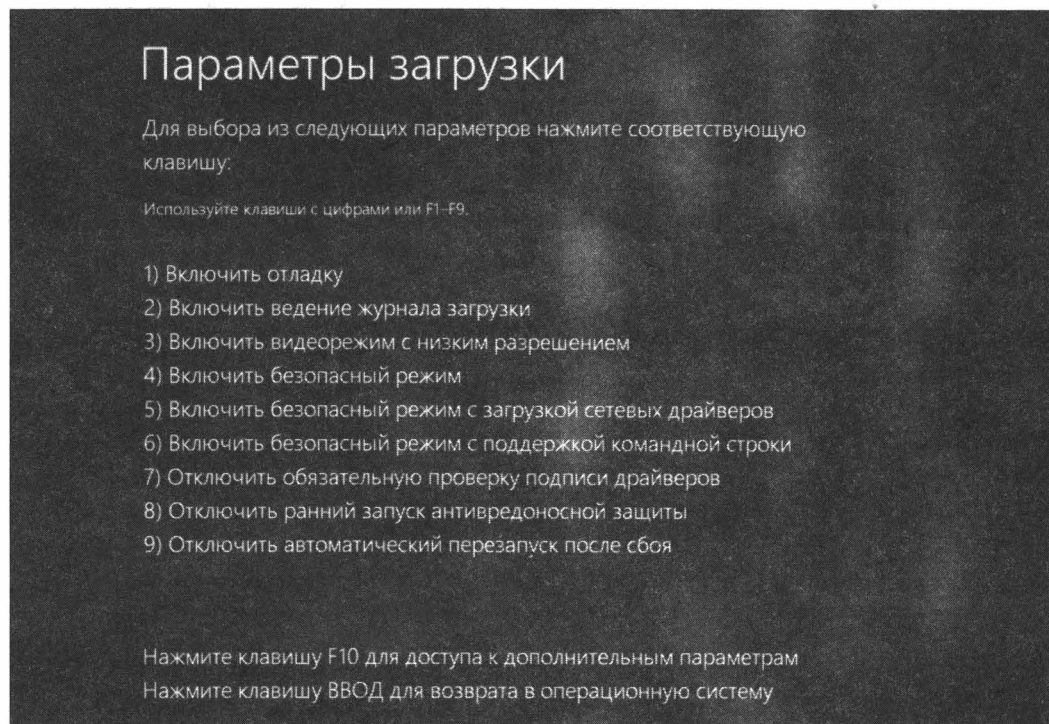 Параметры загрузки
Для выбора из следующих параметров нажмите соответствующую
клавишу:
Используйте клавиши с цифрами или F1–F9.
1) Включить отладку
2) Включить ведение журнала загрузки
3) Включить видеорежим с низким разрешением
4) Включить безопасный режим
5) Включить безопасный режим с загрузкой сетевых драйверов
6) Включить безопасный режим с поддержкой командной строки
7) Отключить обязательную проверку подписи драйверов
8) Отключить ранний запуск антивредоносной защиты
9) Отключить автоматический перезапуск после сбоя
Нажмите клавишу F10 для доступа к дополнительным параметрам
Нажмите клавишу ВВОД для возврата в операционную систему